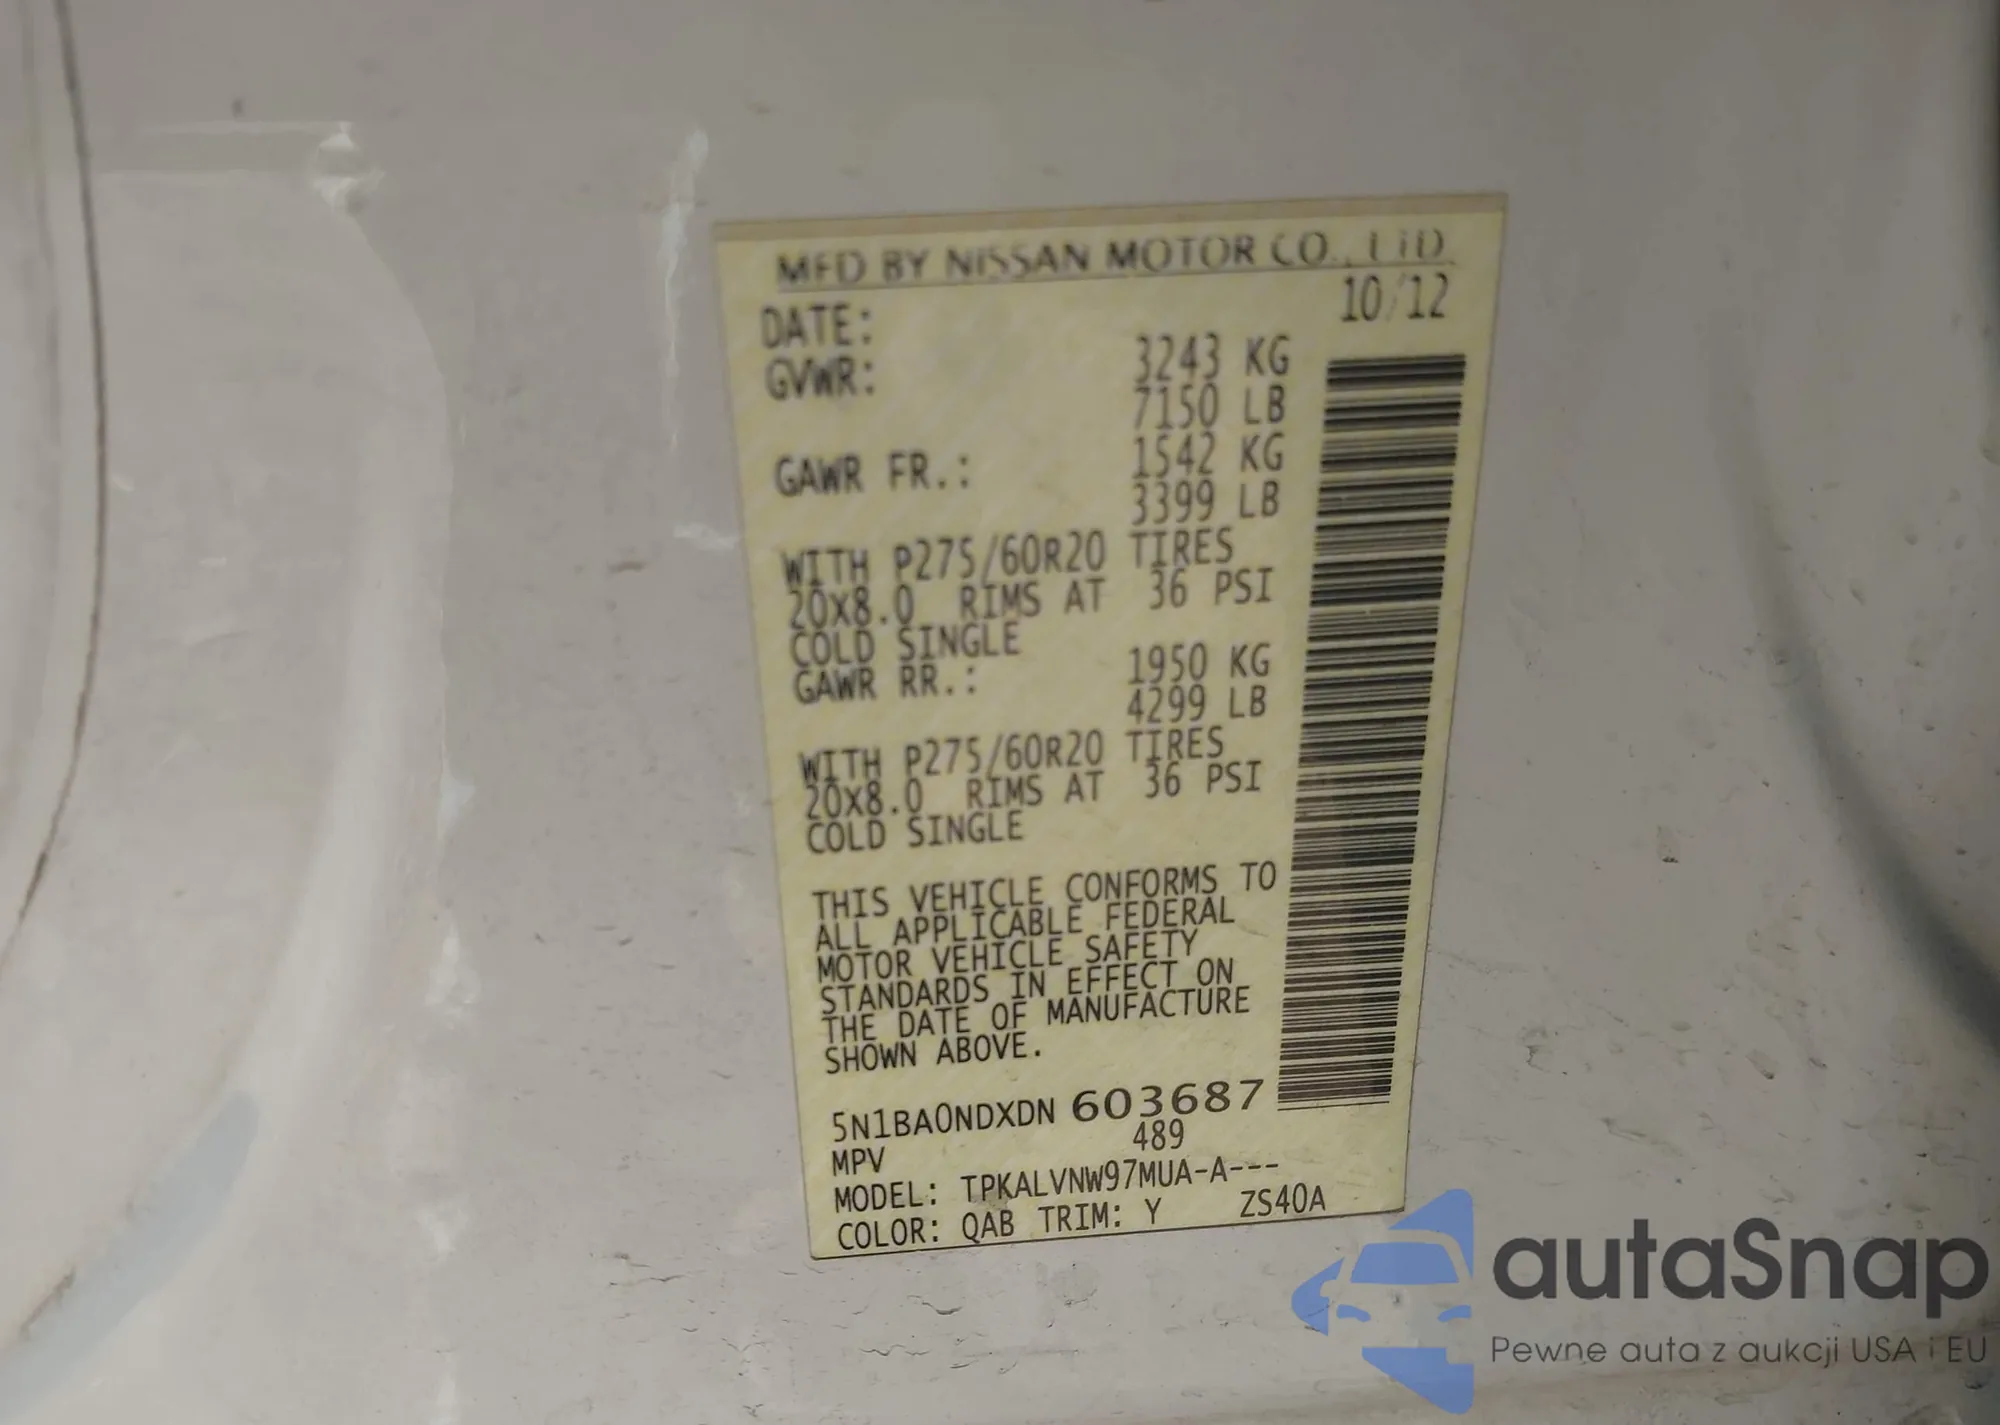 MFD BY NISSAN MOTOR CO., LTD.
DATE: 10/12
GVWR: 3243 KG
7150 LB
GAWR FR.: 1542 KG
3399 LB
WITH P275/60R20 TIRES
20x8.0 RIMS AT 36 PSI
COLD SINGLE
GAWR RR.: 1950 KG
4299 LB
WITH P275/60R20 TIRES
20x8.0 RIMS AT 36 PSI
COLD SINGLE
THIS VEHICLE CONFORMS TO
ALL APPLICABLE FEDERAL
MOTOR VEHICLE SAFETY
STANDARDS IN EFFECT ON
THE DATE OF MANUFACTURE
SHOWN ABOVE.
5N1BA0NDXDN 603687
MPV 489
MODEL: TPKALVNW97MUA-A---
COLOR: QAB TRIM: Y ZS40A
autaSnap
Pewne auta z aukcji USA i EU